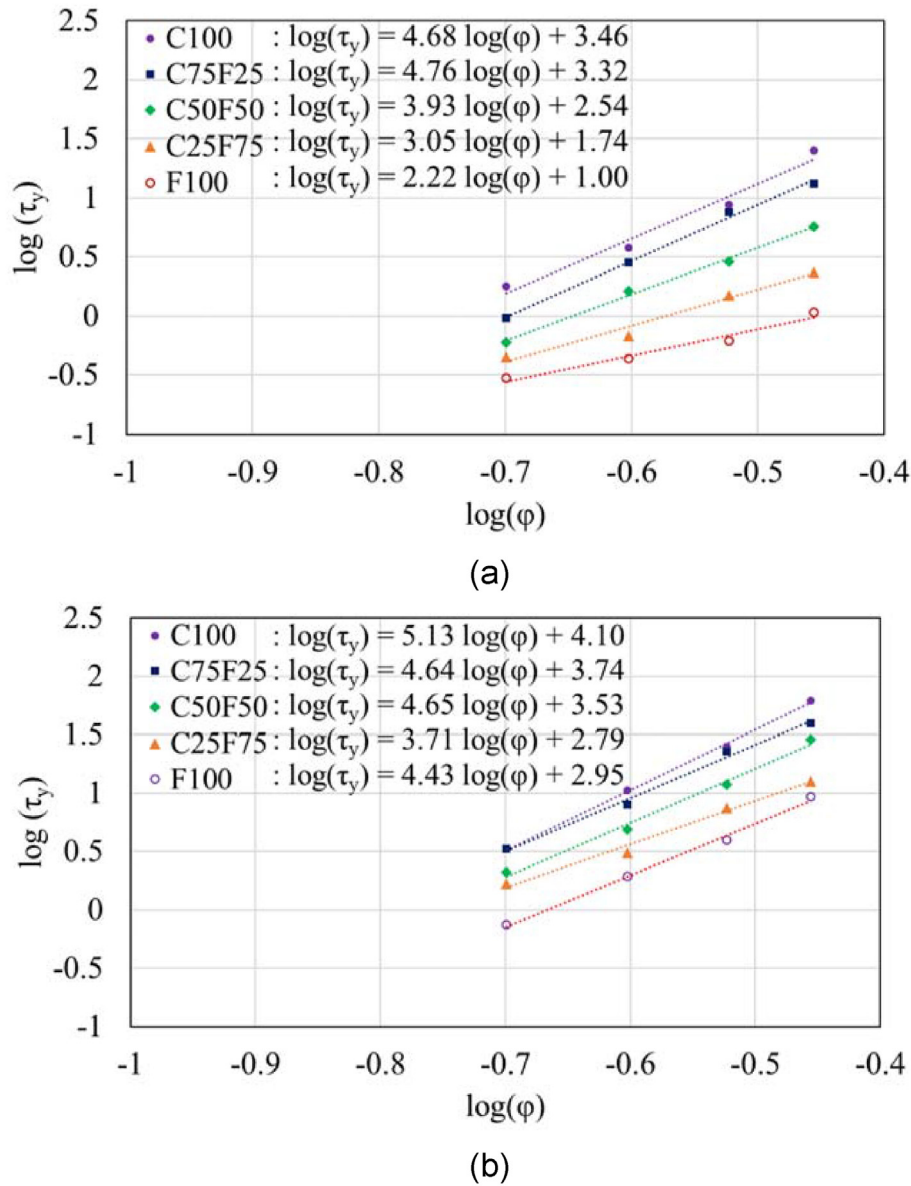 2.5
2
1.5
1
0.5
0
-0.5
-1
log (τy)
C100 : log(τy) = 4.68 log(φ) + 3.46
C75F25 : log(τy) = 4.76 log(φ) + 3.32
C50F50 : log(τy) = 3.93 log(φ) + 2.54
C25F75 : log(τy) = 3.05 log(φ) + 1.74
F100 : log(τy) = 2.22 log(φ) + 1.00
-1 -0.9 -0.8 -0.7 -0.6 -0.5 -0.4
log(φ)
(a)
2.5
2
1.5
1
0.5
0
-0.5
-1
log (τy)
C100 : log(τy) = 5.13 log(φ) + 4.10
C75F25 : log(τy) = 4.64 log(φ) + 3.74
C50F50 : log(τy) = 4.65 log(φ) + 3.53
C25F75 : log(τy) = 3.71 log(φ) + 2.79
F100 : log(τy) = 4.43 log(φ) + 2.95
-1 -0.9 -0.8 -0.7 -0.6 -0.5 -0.4
log(φ)
(b)